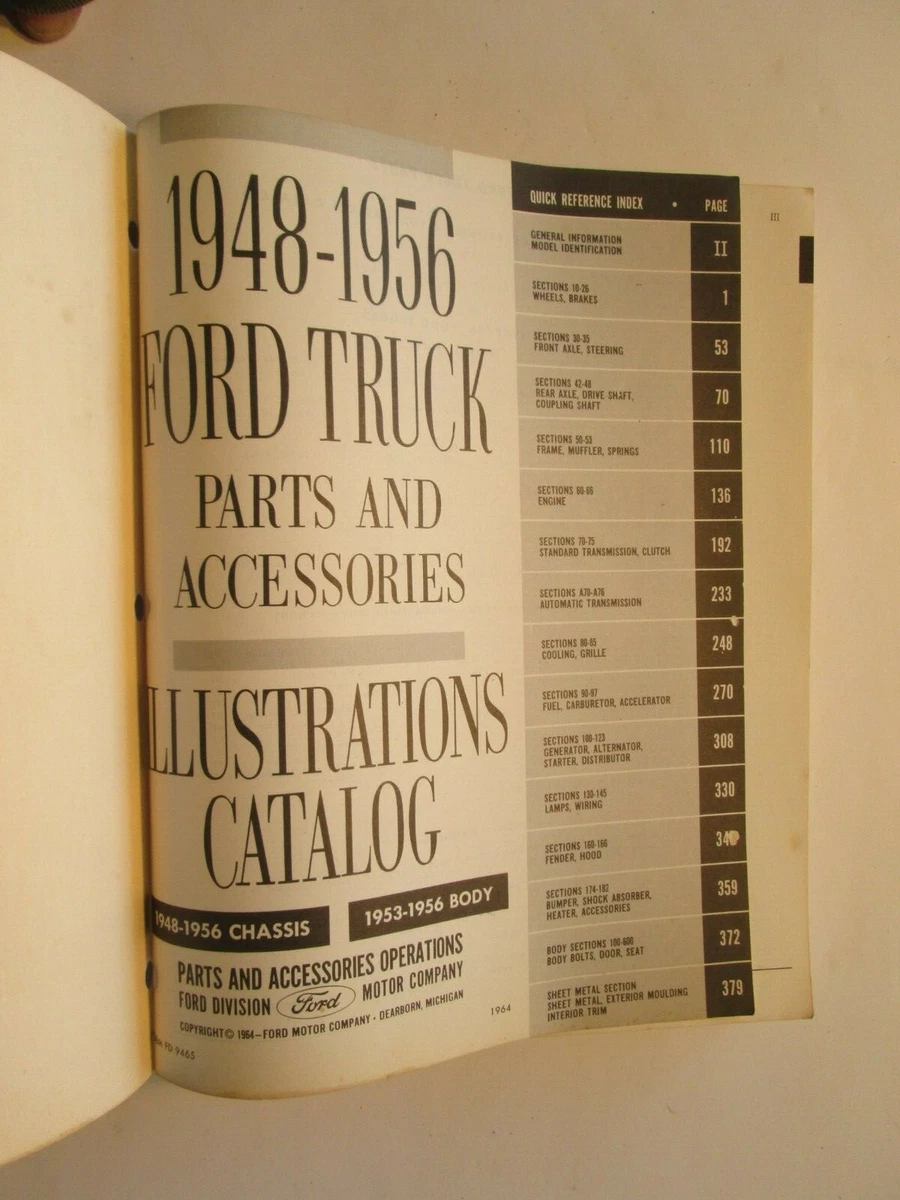 1948-1956
FORD TRUCK
PARTS AND
ACCESSORIES
ILLUSTRATIONS
CATALOG
1948-1956 CHASSIS
1953-1956 BODY
PARTS AND ACCESSORIES OPERATIONS
FORD DIVISION Ford MOTOR COMPANY
COPYRIGHT © 1964—FORD MOTOR COMPANY • DEARBORN, MICHIGAN
1964
FD 9465
QUICK REFERENCE INDEX • PAGE
GENERAL INFORMATION
MODEL IDENTIFICATION
II
SECTIONS 10-26
WHEELS, BRAKES
1
SECTIONS 30-35
FRONT AXLE, STEERING
53
SECTIONS 42-48
REAR AXLE, DRIVE SHAFT,
COUPLING SHAFT
70
SECTIONS 50-53
FRAME, MUFFLER, SPRINGS
110
SECTIONS 60-66
ENGINE
136
SECTIONS 70-75
STANDARD TRANSMISSION, CLUTCH
192
SECTIONS A70-A76
AUTOMATIC TRANSMISSION
233
SECTIONS 80-85
COOLING, GRILLE
248
SECTIONS 90-97
FUEL, CARBURETOR, ACCELERATOR
270
SECTIONS 100-123
GENERATOR, ALTERNATOR,
STARTER, DISTRIBUTOR
308
SECTIONS 130-145
LAMPS, WIRING
330
SECTIONS 160-166
FENDER, HOOD
SECTIONS 174-182
BUMPER, SHOCK ABSORBER,
HEATER, ACCESSORIES
359
BODY SECTIONS 100-600
BODY BOLTS, DOOR, SEAT
372
SHEET METAL SECTION
SHEET METAL, EXTERIOR MOULDING
INTERIOR TRIM
379
III